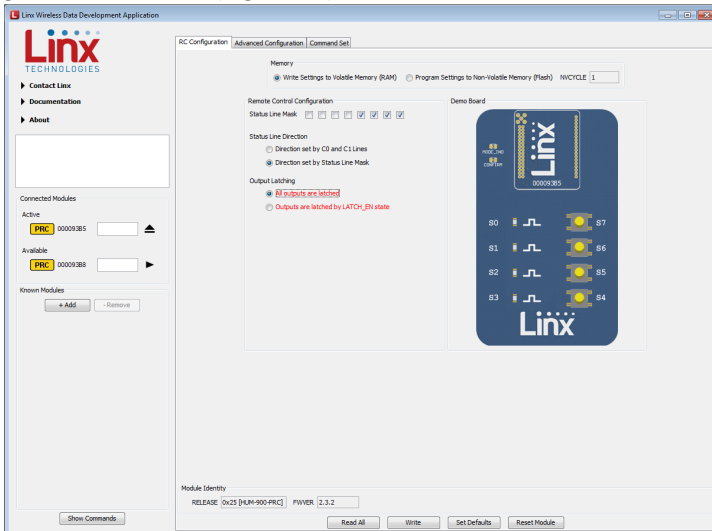 Linx Wireless Data Development Application
Linx
TECHNOLOGIES
Contact Linx
Documentation
About
Connected Modules
Active
PRC 000093B5
Available
PRC 000093B8
Known Modules
+ Add - Remove
Show Commands
RC Configuration Advanced Configuration Command Set
Memory
Write Settings to Volatile Memory (RAM) Program Settings to Non-Volatile Memory (Flash) NVCYCLE 1
Remote Control Configuration
Status Line Mask
Status Line Direction
Direction set by C0 and C1 Lines
Direction set by Status Line Mask
Output Latching
All outputs are latched
Outputs are latched by LATCH_EN state
Demo Board
Linx
MODE_IND
CONFIRM
000093B5
S0 S7
S1 S6
S2 S5
S3 S4
Linx
Module Identity
RELEASE 0x25 [HUM-900-PRC] FWVER 2.3.2
Read All Write Set Defaults Reset Module